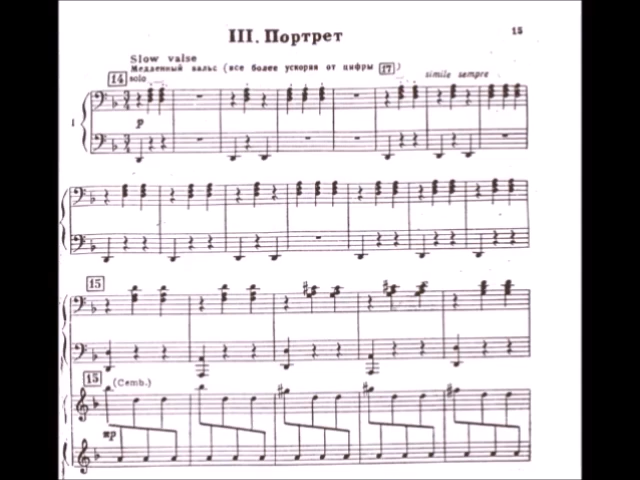 III. Портрет
15
Slow valse
Медленный вальс (все более ускоряя от цифры 17)
14 solo
simile sempre
I
p
15
15 (Cemb.)
mp